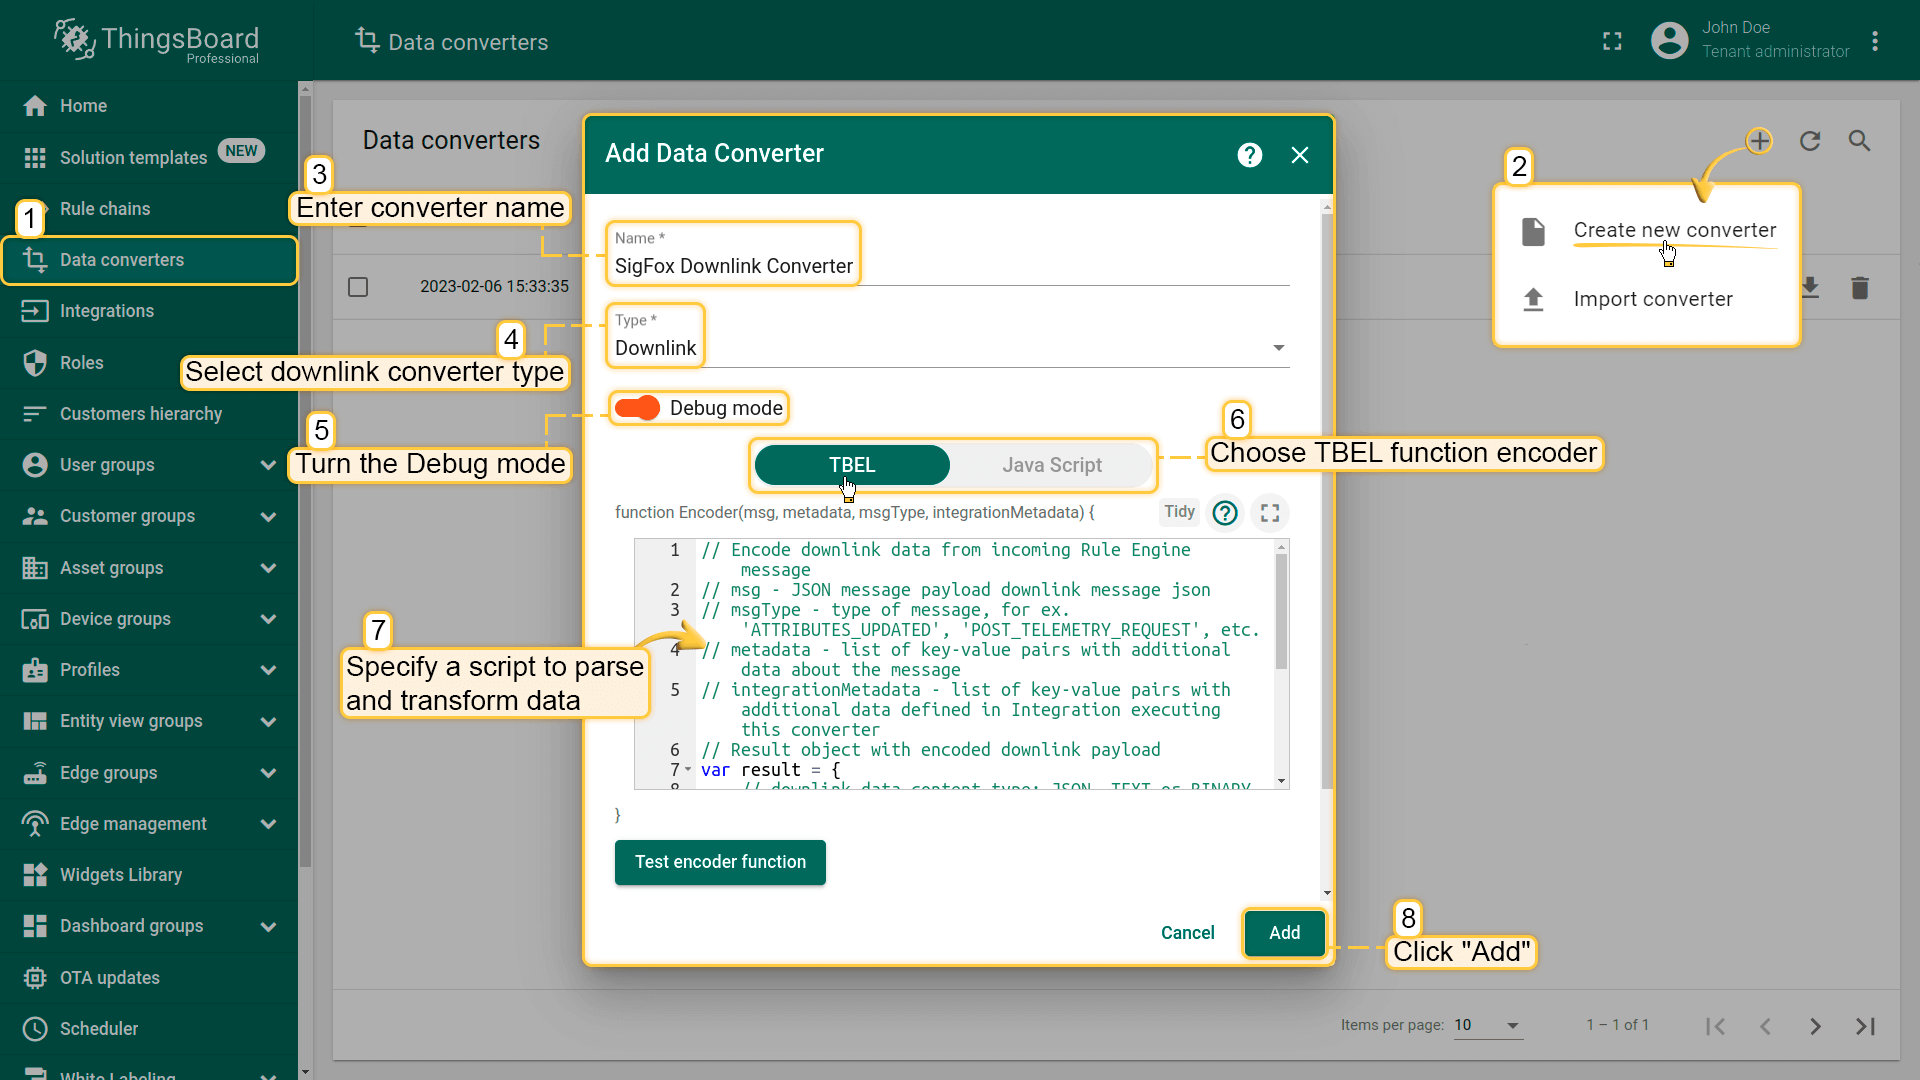 ThingsBoard
Professional
Data converters
John Doe
Tenant administrator
Home
Solution templates
NEW
Rule chains
1
Data converters
Integrations
Roles
Customers hierarchy
User groups
Customer groups
Asset groups
Device groups
Profiles
Entity view groups
Edge groups
Edge management
Widgets Library
Dashboard groups
OTA updates
Scheduler
White Labeling
Data converters
2023-02-06 15:33:35
2
Create new converter
Import converter
Add Data Converter
3
Enter converter name
Name *
SigFox Downlink Converter
4
Select downlink converter type
Type *
Downlink
5
Turn the Debug mode
Debug mode
6
Choose TBEL function encoder
TBEL
Java Script
function Encoder(msg, metadata, msgType, integrationMetadata) {
Tidy
1 // Encode downlink data from incoming Rule Engine
message
2 // msg - JSON message payload downlink message json
3 // msgType - type of message, for ex.
'ATTRIBUTES_UPDATED', 'POST_TELEMETRY_REQUEST', etc.
4 // metadata - list of key-value pairs with additional
data about the message
5 // integrationMetadata - list of key-value pairs with
additional data defined in Integration executing
this converter
6 // Result object with encoded downlink payload
7 var result = {
8 // downlink data content type: JSON, TEXT or BINARY
}
7
Specify a script to parse
and transform data
Test encoder function
Cancel
Add
8
Click "Add"
Items per page: 10
1 – 1 of 1